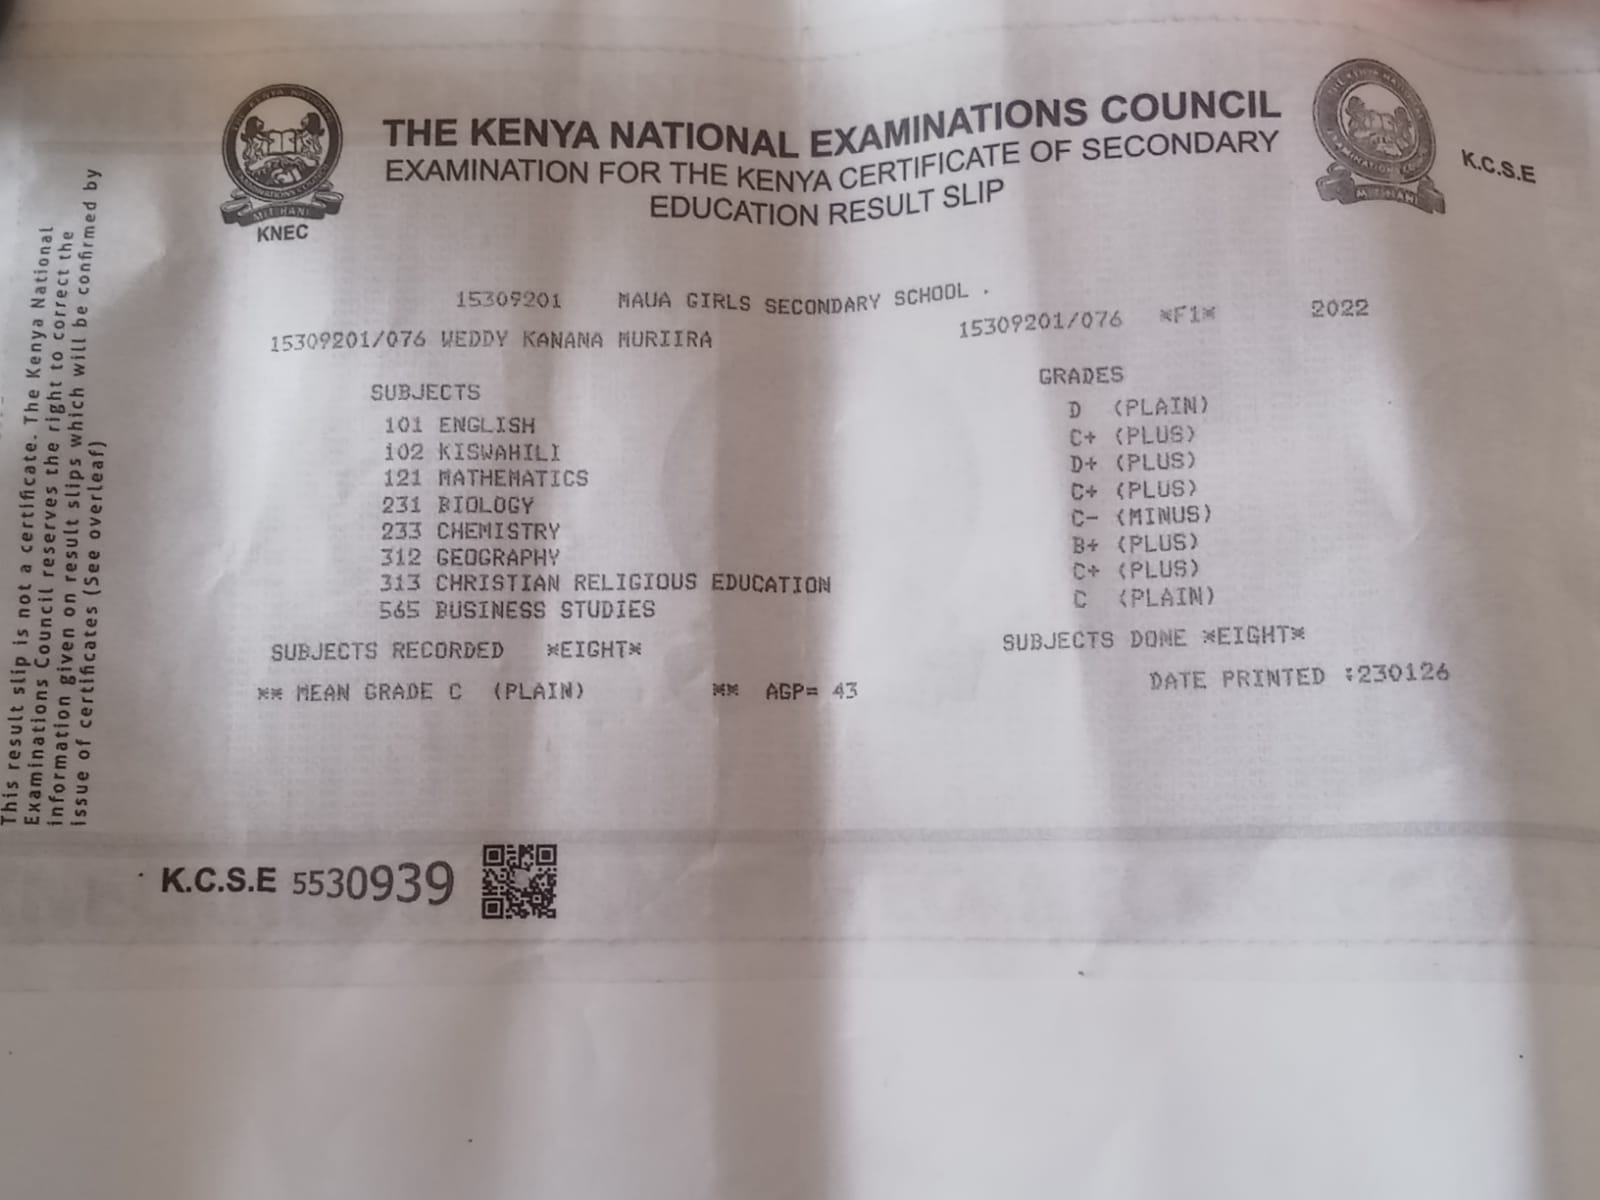 THE KENYA NATIONAL EXAMINATIONS COUNCIL
EXAMINATION FOR THE KENYA CERTIFICATE OF SECONDARY
EDUCATION RESULT SLIP
KNEC
K.C.S.E
MITIHANI
15309201 MAUA GIRLS SECONDARY SCHOOL .
15309201/076 WEDDY KANANA MURIIRA 15309201/076 *F1* 2022
SUBJECTS GRADES
101 ENGLISH D (PLAIN)
102 KISWAHILI C+ (PLUS)
121 MATHEMATICS D+ (PLUS)
231 BIOLOGY C+ (PLUS)
233 CHEMISTRY C- (MINUS)
312 GEOGRAPHY B+ (PLUS)
313 CHRISTIAN RELIGIOUS EDUCATION C+ (PLUS)
565 BUSINESS STUDIES C (PLAIN)
SUBJECTS RECORDED *EIGHT* SUBJECTS DONE *EIGHT*
** MEAN GRADE C (PLAIN) ** AGP= 43 DATE PRINTED :230126
K.C.S.E 5530939
This result slip is not a certificate. The Kenya National
Examinations Council reserves the right to correct the
information given on result slips which will be confirmed by
issue of certificates (See overleaf)